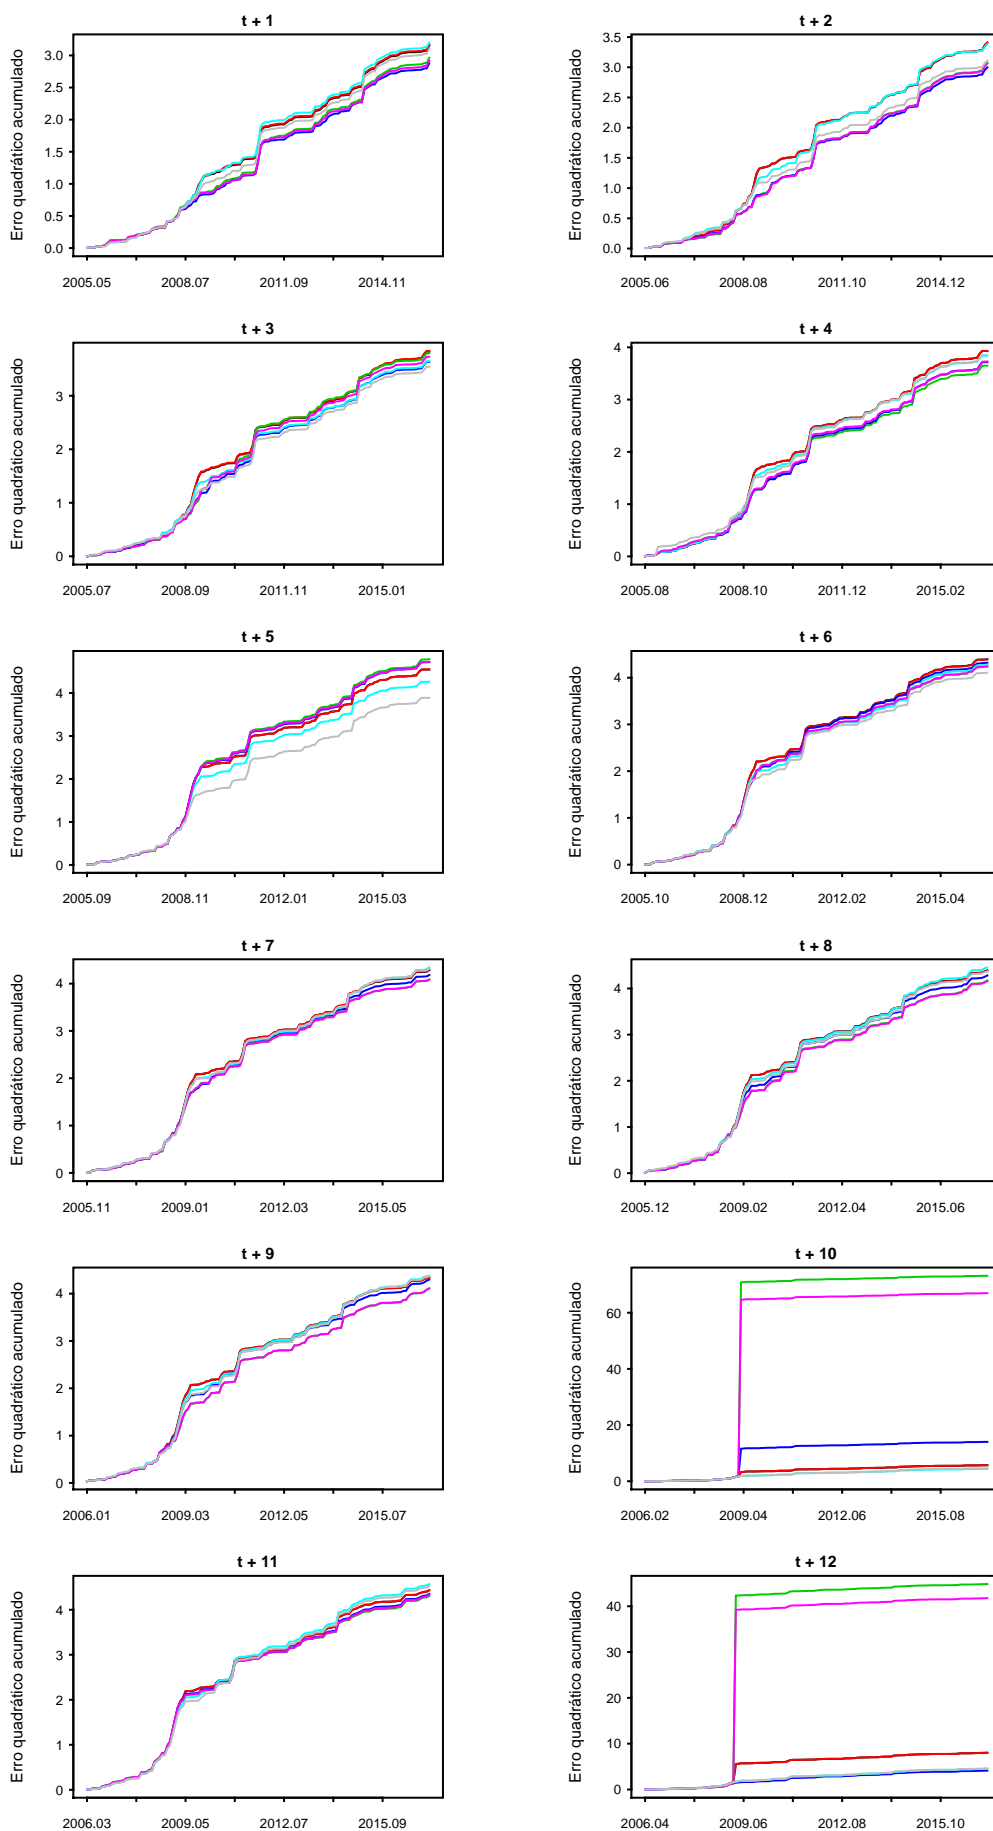 t + 1
Erro quadrático acumulado
3.0
2.5
2.0
1.5
1.0
0.5
0.0
2005.05 2008.07 2011.09 2014.11
t + 2
Erro quadrático acumulado
3.5
3.0
2.5
2.0
1.5
1.0
0.5
0.0
2005.06 2008.08 2011.10 2014.12
t + 3
Erro quadrático acumulado
3
2
1
0
2005.07 2008.09 2011.11 2015.01
t + 4
Erro quadrático acumulado
4
3
2
1
0
2005.08 2008.10 2011.12 2015.02
t + 5
Erro quadrático acumulado
4
3
2
1
0
2005.09 2008.11 2012.01 2015.03
t + 6
Erro quadrático acumulado
4
3
2
1
0
2005.10 2008.12 2012.02 2015.04
t + 7
Erro quadrático acumulado
4
3
2
1
0
2005.11 2009.01 2012.03 2015.05
t + 8
Erro quadrático acumulado
4
3
2
1
0
2005.12 2009.02 2012.04 2015.06
t + 9
Erro quadrático acumulado
4
3
2
1
0
2006.01 2009.03 2012.05 2015.07
t + 10
Erro quadrático acumulado
60
40
20
0
2006.02 2009.04 2012.06 2015.08
t + 11
Erro quadrático acumulado
4
3
2
1
0
2006.03 2009.05 2012.07 2015.09
t + 12
Erro quadrático acumulado
40
30
20
10
0
2006.04 2009.06 2012.08 2015.10